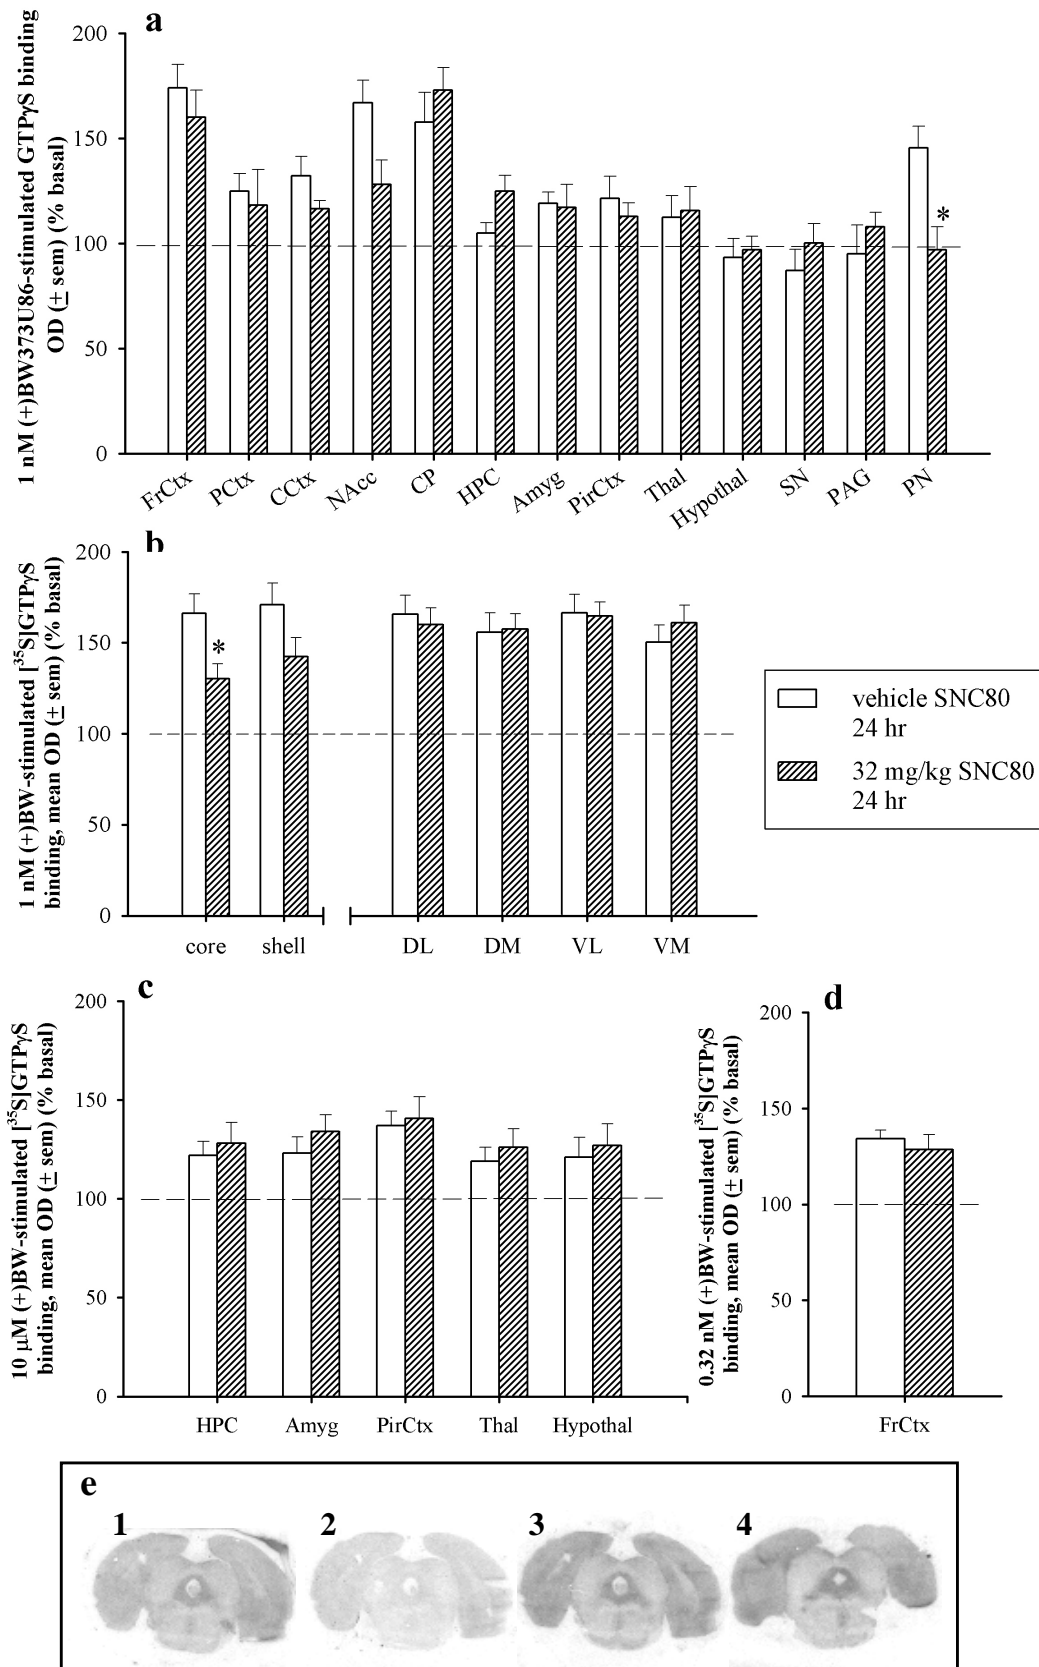 a
1 nM (+)BW373U86-stimulated GTPγS binding
OD (± sem) (% basal)
200
150
100
50
0
*
FrCtx
PCtx
CCtx
NAcc
CP
HPC
Amyg
PirCtx
Thal
Hypothal
SN
PAG
PN
b
1 nM (+)BW-stimulated [³⁵S]GTPγS
binding, mean OD (± sem) (% basal)
200
150
100
50
0
*
core
shell
DL
DM
VL
VM
vehicle SNC80
24 hr
32 mg/kg SNC80
24 hr
c
10 μM (+)BW-stimulated [³⁵S]GTPγS
binding, mean OD (± sem) (% basal)
200
150
100
50
0
HPC
Amyg
PirCtx
Thal
Hypothal
d
0.32 nM (+)BW-stimulated [³⁵S]GTPγS
binding, mean OD (± sem) (% basal)
200
150
100
50
0
FrCtx
e
1
2
3
4